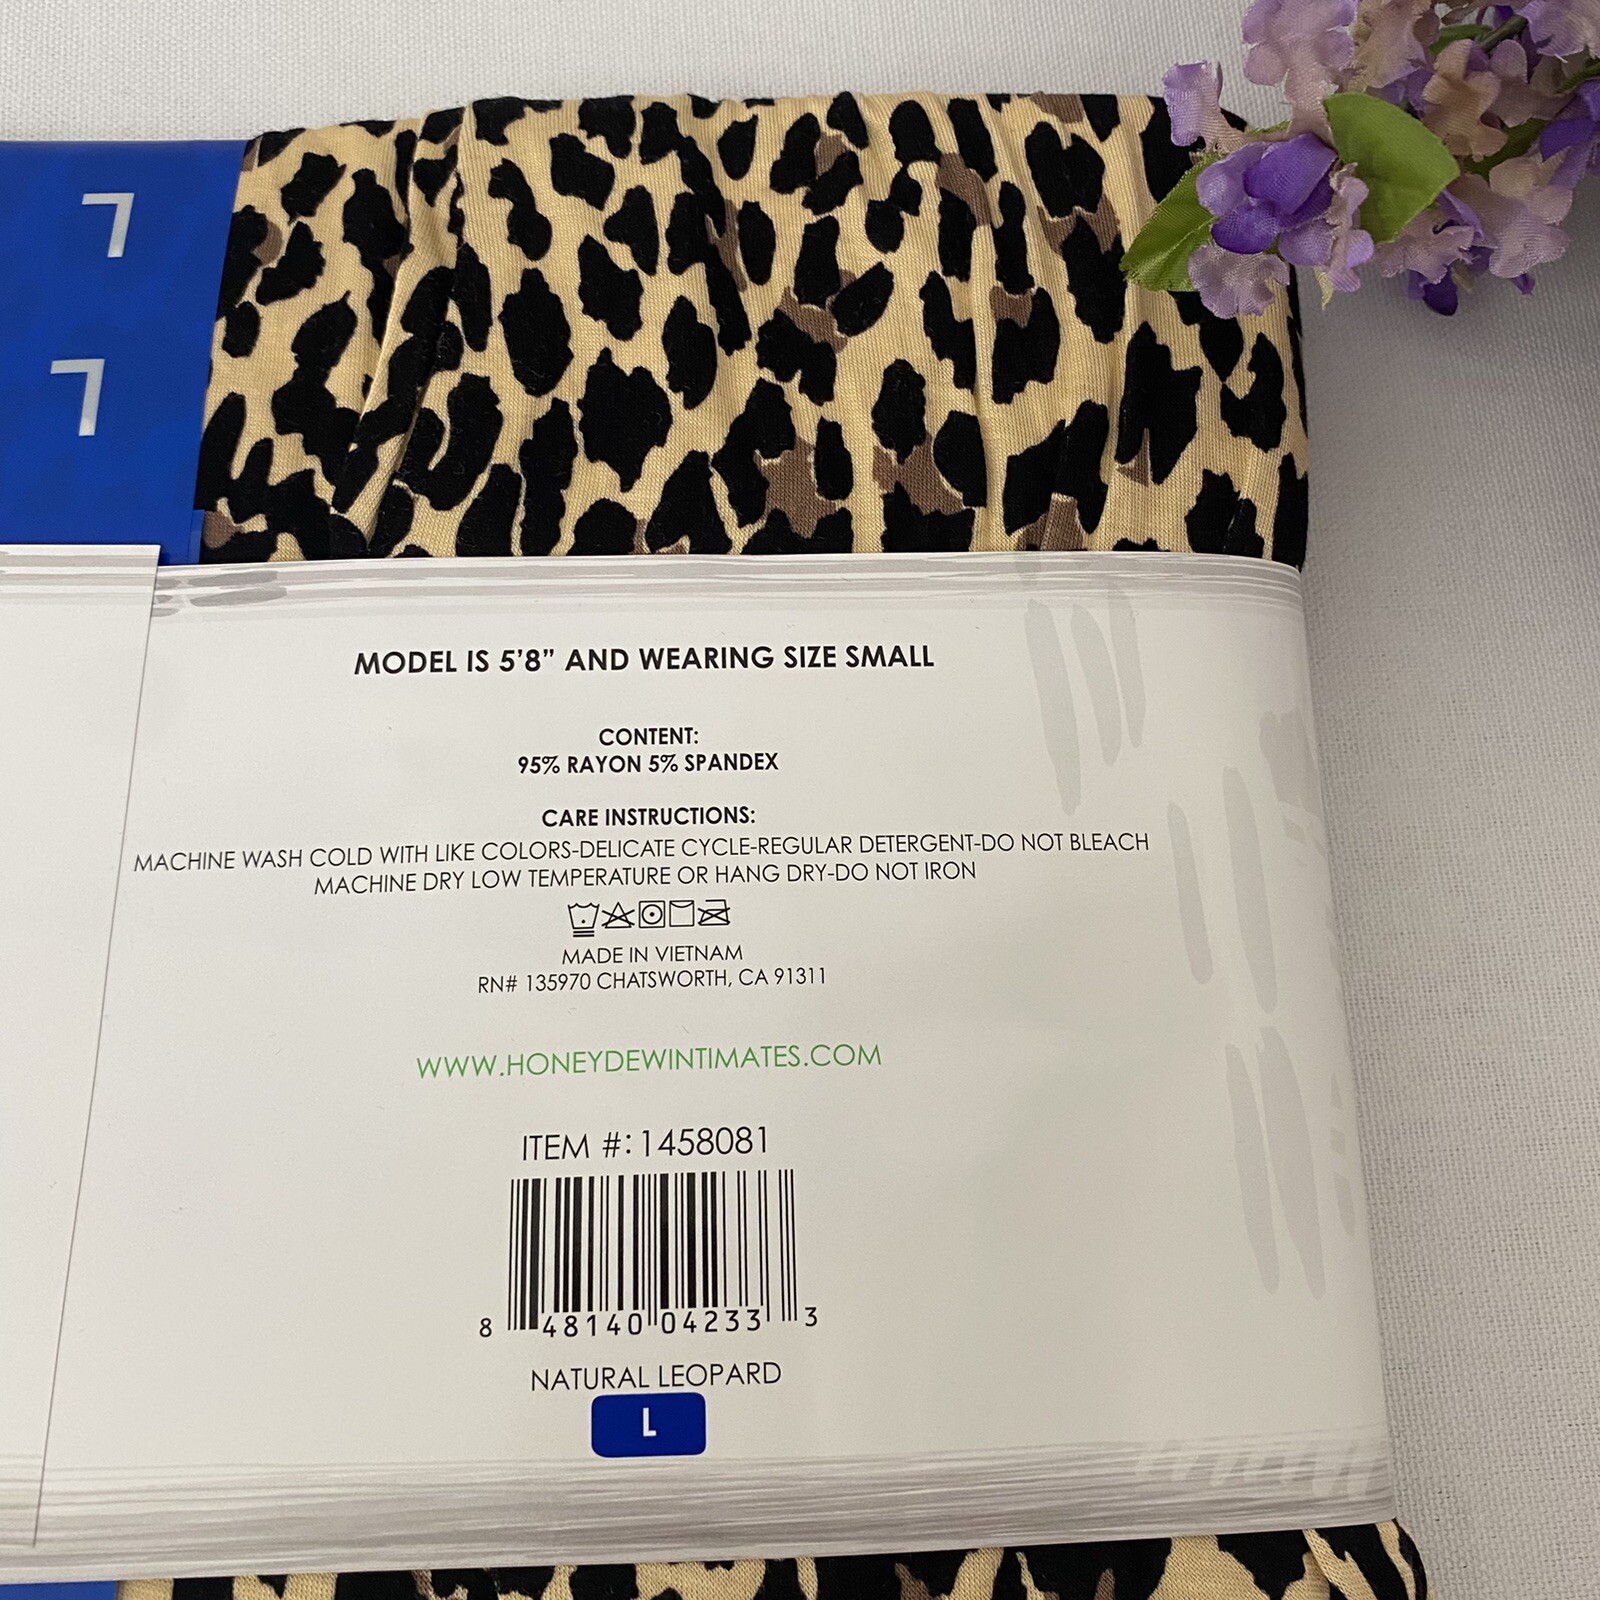 L
L
MODEL IS 5'8” AND WEARING SIZE SMALL
CONTENT:
95% RAYON 5% SPANDEX
CARE INSTRUCTIONS:
MACHINE WASH COLD WITH LIKE COLORS-DELICATE CYCLE-REGULAR DETERGENT-DO NOT BLEACH
MACHINE DRY LOW TEMPERATURE OR HANG DRY-DO NOT IRON
MADE IN VIETNAM
RN# 135970 CHATSWORTH, CA 91311
WWW.HONEYDEWINTIMATES.COM
ITEM #: 1458081
8 48140 04233 3
NATURAL LEOPARD
L